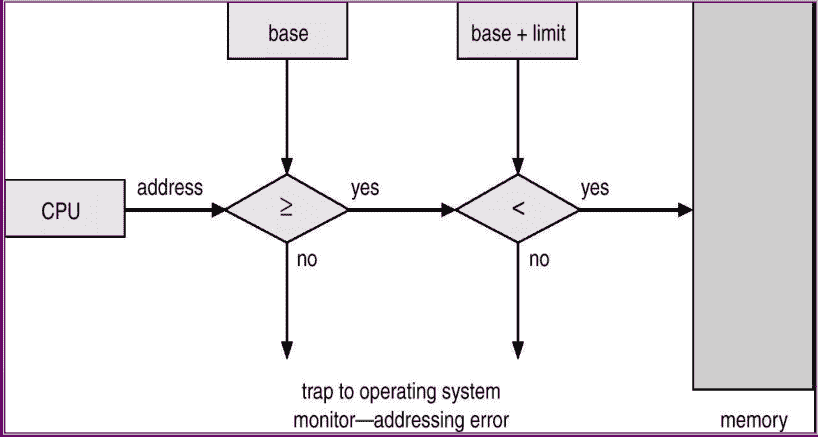 base
base + limit
address
yes
yes
CPU
≥
<
no
no
trap to operating system
monitor—addressing error
memory